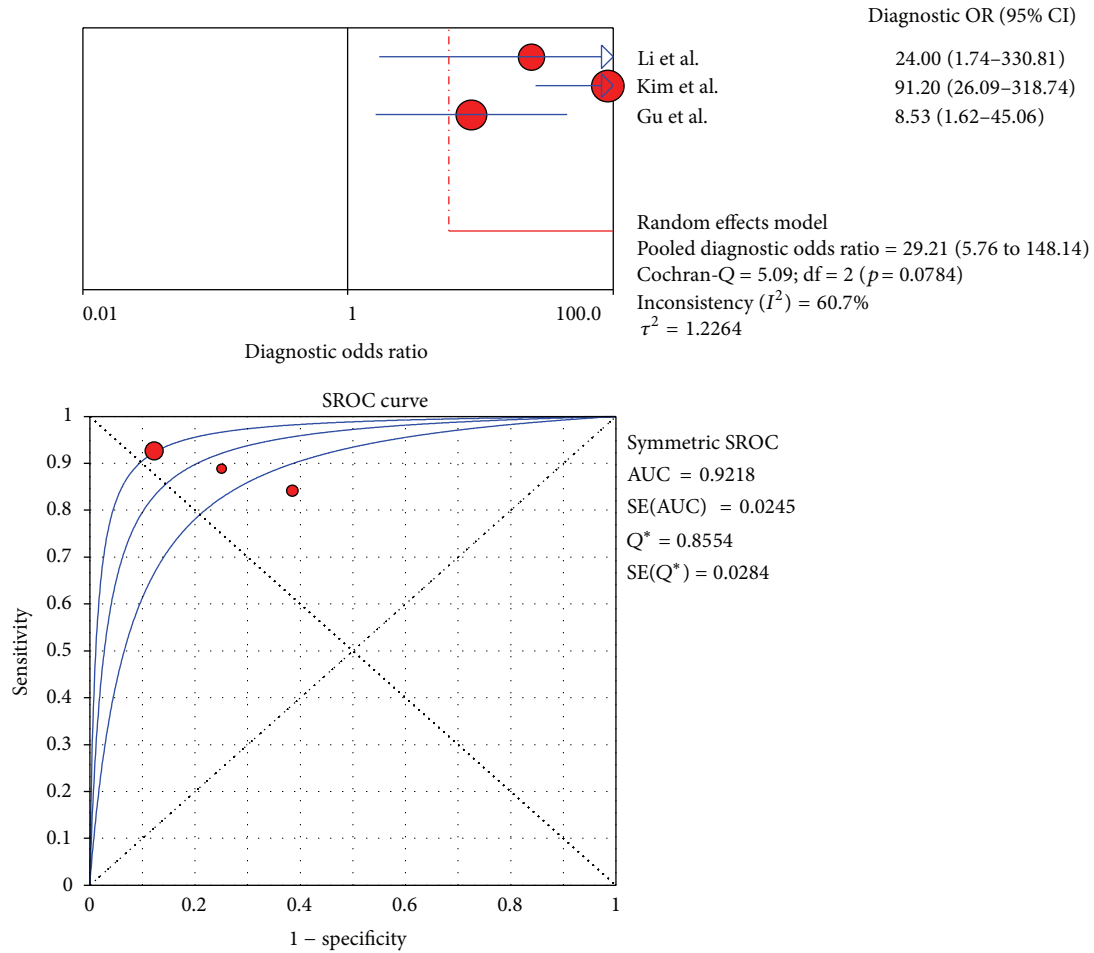 Diagnostic OR (95% CI)
Li et al. 24.00 (1.74–330.81)
Kim et al. 91.20 (26.09–318.74)
Gu et al. 8.53 (1.62–45.06)
Random effects model
Pooled diagnostic odds ratio = 29.21 (5.76 to 148.14)
Cochran-Q = 5.09; df = 2 (p = 0.0784)
Inconsistency (I²) = 60.7%
τ² = 1.2264
0.01 1 100.0
Diagnostic odds ratio
SROC curve
1
0.9
0.8
0.7
0.6
0.5
0.4
0.3
0.2
0.1
0
Sensitivity
0 0.2 0.4 0.6 0.8 1
1 − specificity
Symmetric SROC
AUC = 0.9218
SE(AUC) = 0.0245
Q* = 0.8554
SE(Q*) = 0.0284